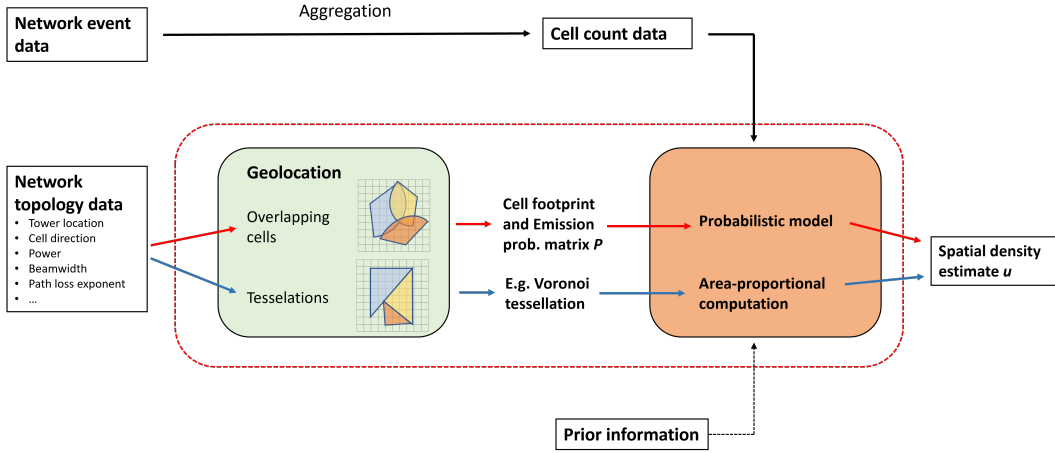 Network event
data
Aggregation
Cell count data
Network
topology data
• Tower location
• Cell direction
• Power
• Beamwidth
• Path loss exponent
• ...
Geolocation
Overlapping
cells
Tesselations
Cell footprint
and Emission
prob. matrix P
E.g. Voronoi
tessellation
Probabilistic model
Area-proportional
computation
Spatial density
estimate u
Prior information